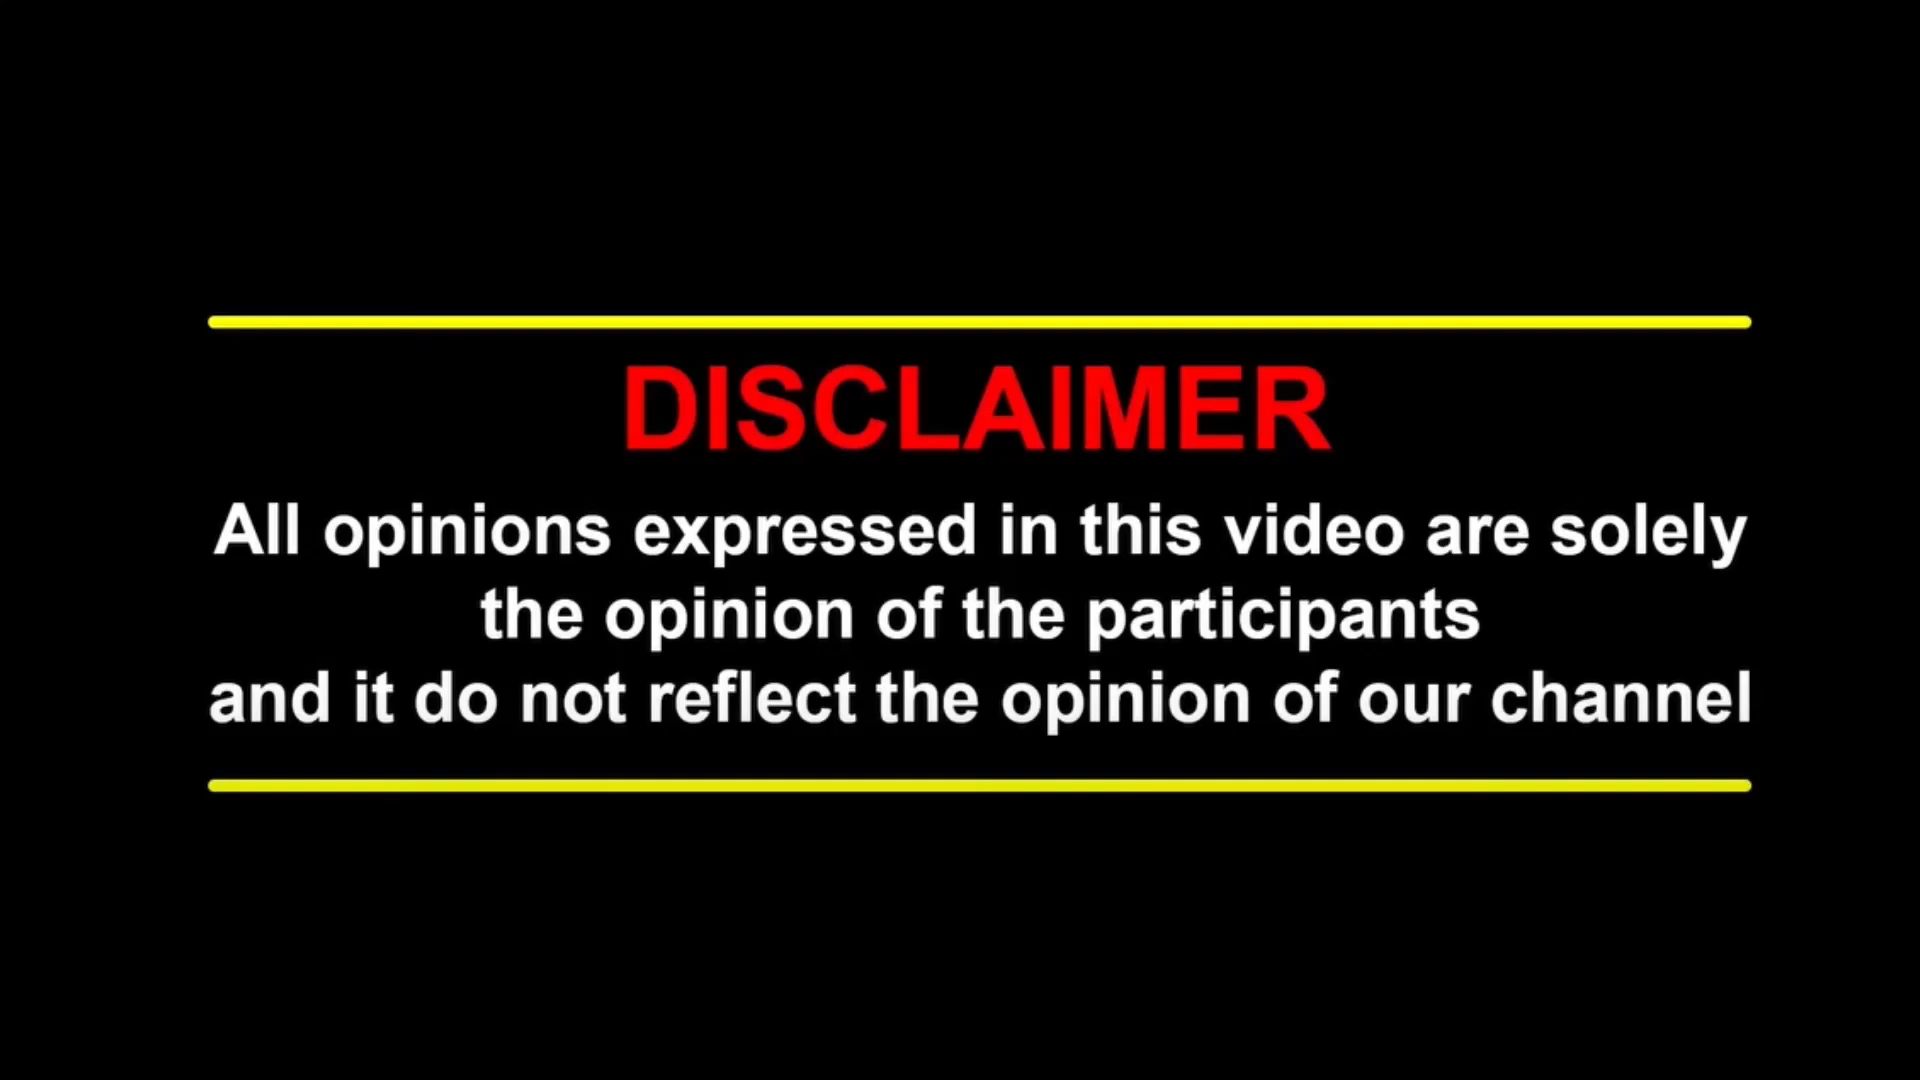 DISCLAIMER
All opinions expressed in this video are solely
the opinion of the participants
and it do not reflect the opinion of our channel